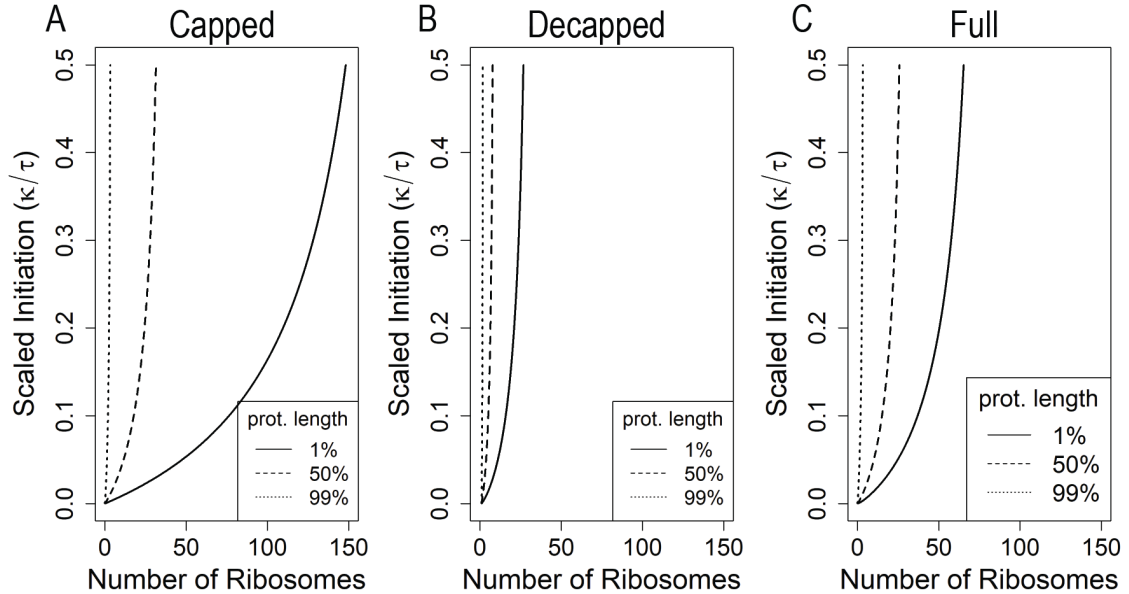 A
Capped
Scaled Initiation (κ/τ)
0.5
0.4
0.3
0.2
0.1
0.0
prot. length
1%
50%
99%
0
50
100
150
Number of Ribosomes
B
Decapped
Scaled Initiation (κ/τ)
0.5
0.4
0.3
0.2
0.1
0.0
prot. length
1%
50%
99%
0
50
100
150
Number of Ribosomes
C
Full
Scaled Initiation (κ/τ)
0.5
0.4
0.3
0.2
0.1
0.0
prot. length
1%
50%
99%
0
50
100
150
Number of Ribosomes